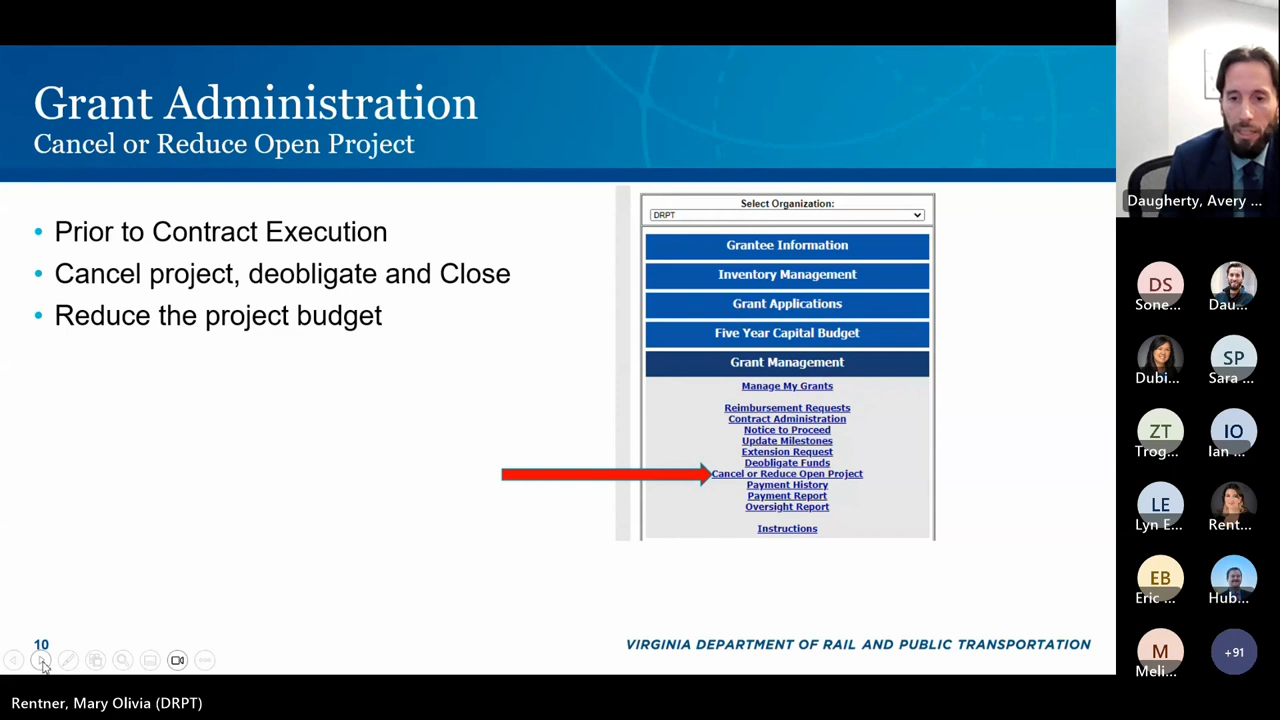 Grant Administration
Cancel or Reduce Open Project
• Prior to Contract Execution
• Cancel project, deobligate and Close
• Reduce the project budget
Select Organization:
DRPT
Grantee Information
Inventory Management
Grant Applications
Five Year Capital Budget
Grant Management
Manage My Grants
Reimbursement Requests
Contract Administration
Notice to Proceed
Update Milestones
Extension Request
Deobligate Funds
Cancel or Reduce Open Project
Payment History
Payment Report
Oversight Report
Instructions
10
VIRGINIA DEPARTMENT OF RAIL AND PUBLIC TRANSPORTATION
Rentner, Mary Olivia (DRPT)
Daugherty, Avery ...
DS
Sone...
Dau...
Dubi...
SP
Sara ...
ZT
Trog...
IO
Ian ...
LE
Lyn E...
Rent...
EB
Eric ...
Hub...
M
Meli...
+91